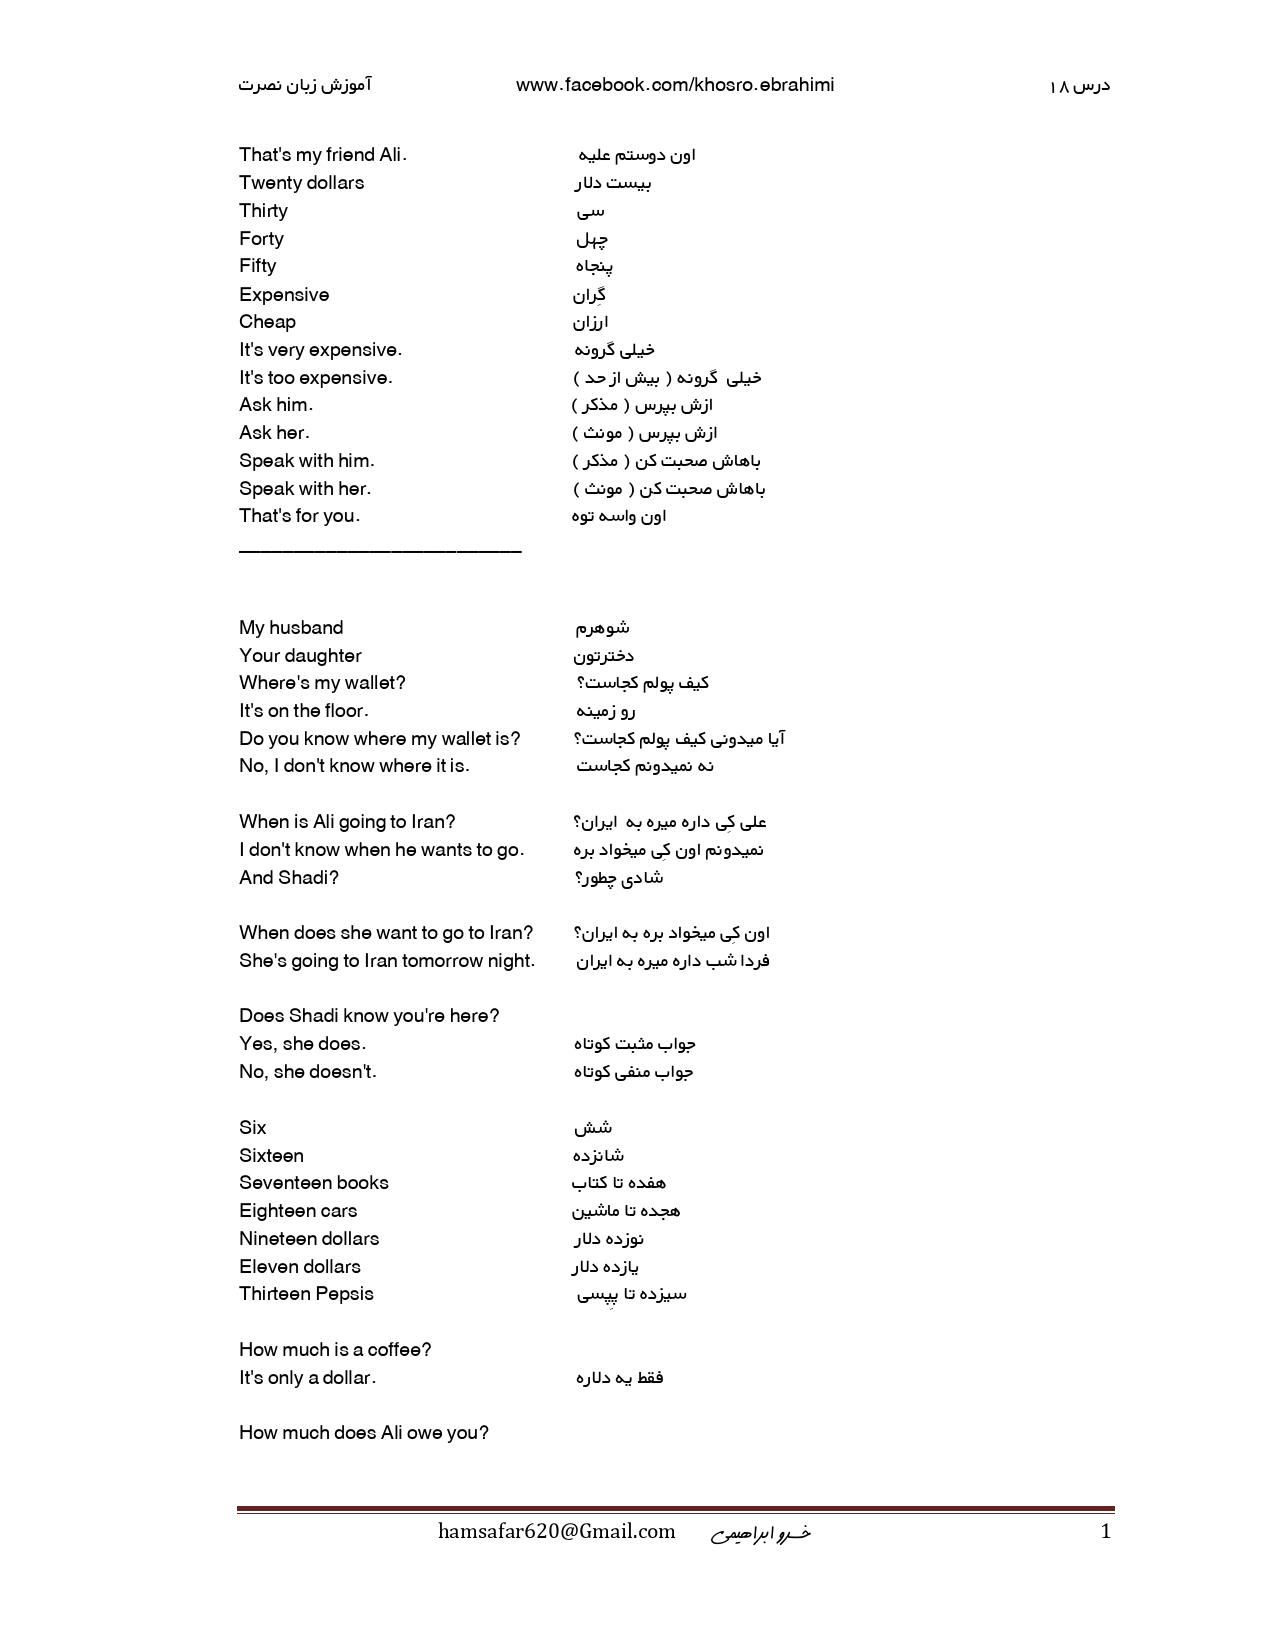 آموزش زبان نصرت www.facebook.com/khosro.ebrahimi درس ۱۸
That's my friend Ali. اون دوستم علیه
Twenty dollars بیست دلار
Thirty سی
Forty چهل
Fifty پنجاه
Expensive گِران
Cheap ارزان
It's very expensive. خیلی گرونه
It's too expensive. خیلی گرونه ( بیش از حد )
Ask him. ازش بپرس ( مذکر )
Ask her. ازش بپرس ( مونث )
Speak with him. باهاش صحبت کن ( مذکر )
Speak with her. باهاش صحبت کن ( مونث )
That's for you. اون واسه توه
__________________________
My husband شوهرم
Your daughter دخترتون
Where's my wallet? کیف پولم کجاست؟
It's on the floor. رو زمینه
Do you know where my wallet is? آیا میدونی کیف پولم کجاست؟
No, I don't know where it is. نه نمیدونم کجاست
When is Ali going to Iran? علی کِی داره میره به ایران؟
I don't know when he wants to go. نمیدونم اون کِی میخواد بره
And Shadi? شادی چطور؟
When does she want to go to Iran? اون کِی میخواد بره به ایران؟
She's going to Iran tomorrow night. فردا شب داره میره به ایران
Does Shadi know you're here?
Yes, she does. جواب مثبت کوتاه
No, she doesn't. جواب منفی کوتاه
Six شش
Sixteen شانزده
Seventeen books هفده تا کتاب
Eighteen cars هجده تا ماشین
Nineteen dollars نوزده دلار
Eleven dollars یازده دلار
Thirteen Pepsis سیزده تا پِپسی
How much is a coffee?
It's only a dollar. فقط یه دلاره
How much does Ali owe you?
hamsafar620@Gmail.com خسرو ابراهیمی 1